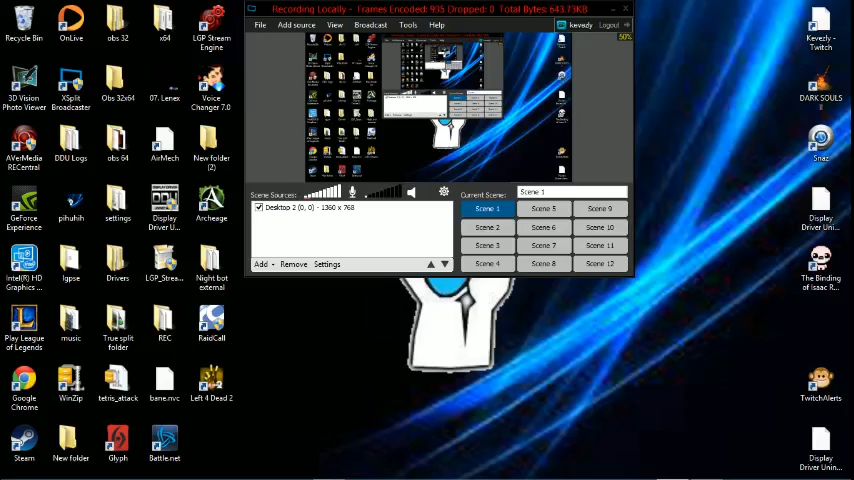 Recording Locally - Frames Encoded: 935 Dropped: 0 Total Bytes: 643.73KB
File Add source View Broadcast Tools Help
kevezly Logout
50%
Scene Sources:
Desktop 2 (0, 0) - 1360 x 768
Add Remove Settings
Current Scene: Scene 1
Scene 1 Scene 5 Scene 9
Scene 2 Scene 6 Scene 10
Scene 3 Scene 7 Scene 11
Scene 4 Scene 8 Scene 12
Recycle Bin OnLive obs 32 x64 LGP Stream
Engine
3D Vision
Photo Viewer
XSplit
Broadcaster
Obs 32x64 07. Lenex Voice
Changer 7.0
AVerMedia
RECentral
DDU Logs obs 64 AirMech New folder
(2)
GeForce
Experience
pihuhih settings Display
Driver U...
Archeage
Intel(R) HD
Graphics ...
lgpse Drivers LGP_Strea... Night bot
external
Play League
of Legends
music True split
folder
REC RaidCall
Google
Chrome
WinZip tetris_attack bane.nvc Left 4 Dead 2
Steam New folder Glyph Battle.net
Kevezly -
Twitch
DARK SOULS
II
Snaz
Display
Driver Uni...
The Binding
of Isaac R...
TwitchAlerts
Display
Driver Unin...